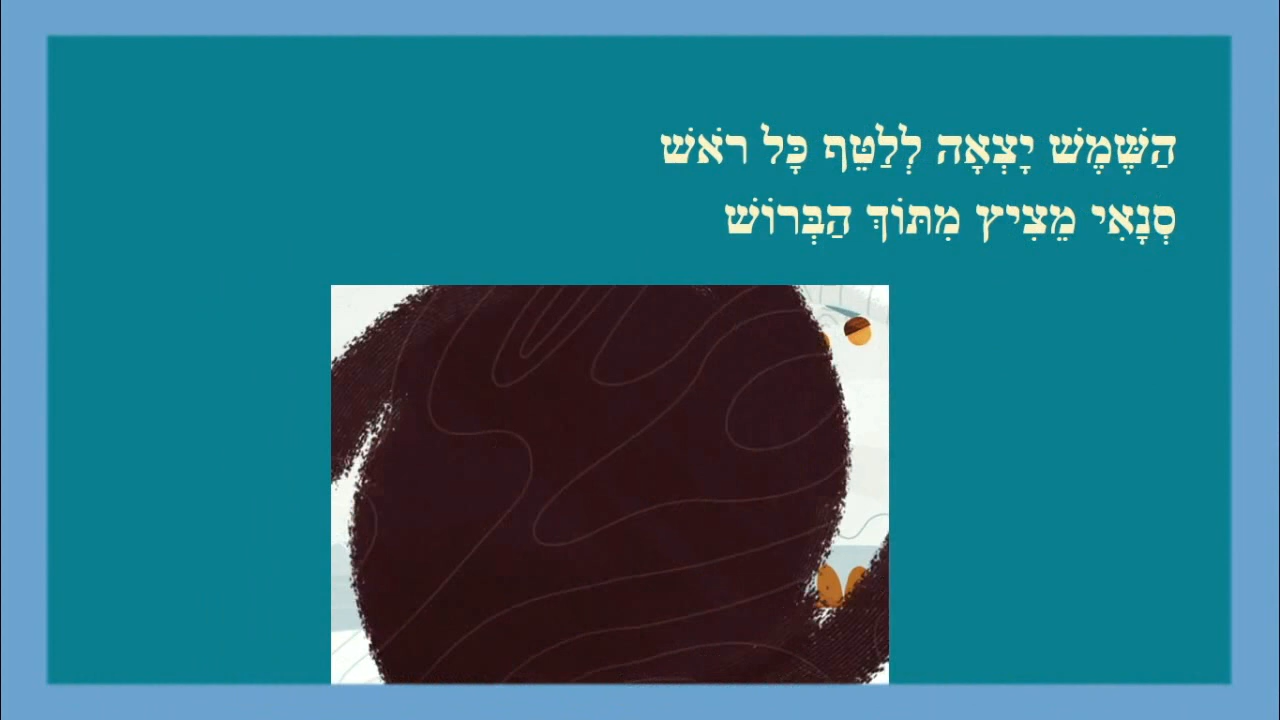 הַשֶּׁמֶשׁ יָצְאָה לְלַטֵּף כָּל רֹאשׁ
סְנָאִי מֵצִיץ מִתּוֹךְ הַבְּרוֹשׁ